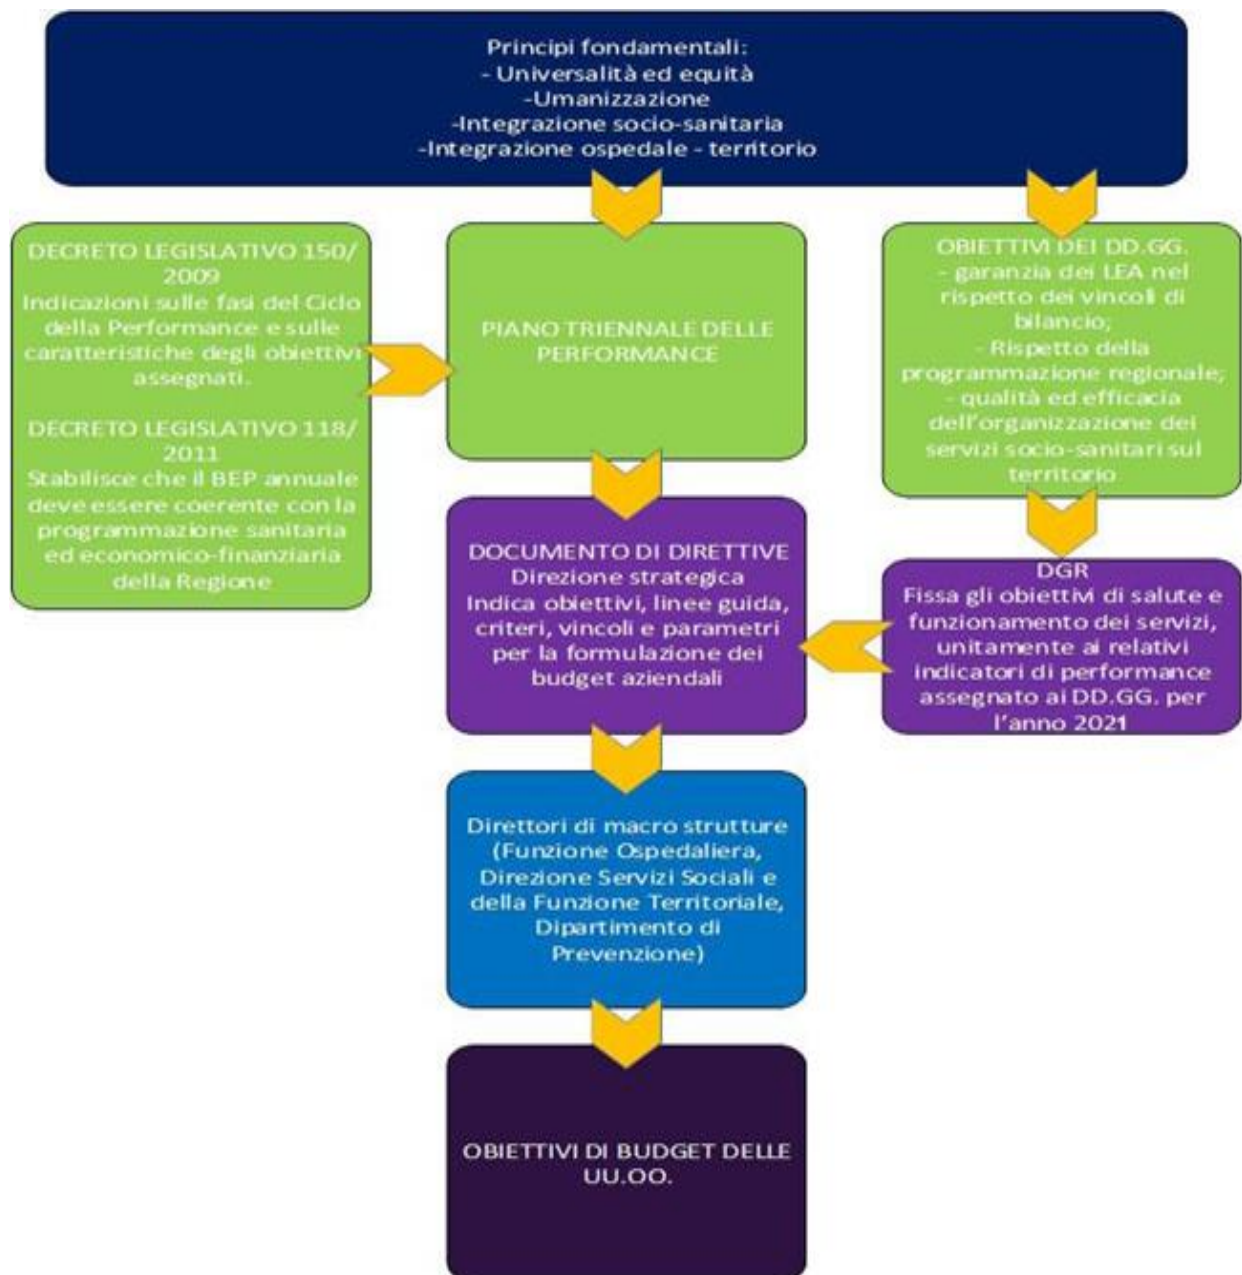 Principi fondamentali:
- Universalità ed equità
-Umanizzazione
-Integrazione socio-sanitaria
-Integrazione ospedale - territorio
DECRETO LEGISLATIVO 150/
2009
Indicazioni sulle fasi del Ciclo
della Performance e sulle
caratteristiche degli obiettivi
assegnati.
DECRETO LEGISLATIVO 118/
2011
Stabilisce che il BEP annuale
deve essere coerente con la
programmazione sanitaria
ed economico-finanziaria
della Regione
PIANO TRIENNALE DELLE
PERFORMANCE
OBIETTIVI DEI DD.GG.
- garanzia dei LEA nel
rispetto dei vincoli di
bilancio;
- Rispetto della
programmazione regionale;
- qualità ed efficacia
dell'organizzazione dei
servizi socio-sanitari sul
territorio
DOCUMENTO DI DIRETTIVE
Direzione strategica
Indica obiettivi, linee guida,
criteri, vincoli e parametri
per la formulazione dei
budget aziendali
DGR
Fissa gli obiettivi di salute e
funzionamento dei servizi,
unitamente ai relativi
indicatori di performance
assegnato ai DD.GG. per
l'anno 2021
Direttori di macro strutture
(Funzione Ospedaliera,
Direzione Servizi Sociali e
della Funzione Territoriale,
Dipartimento di
Prevenzione)
OBIETTIVI DI BUDGET DELLE
UU.OO.